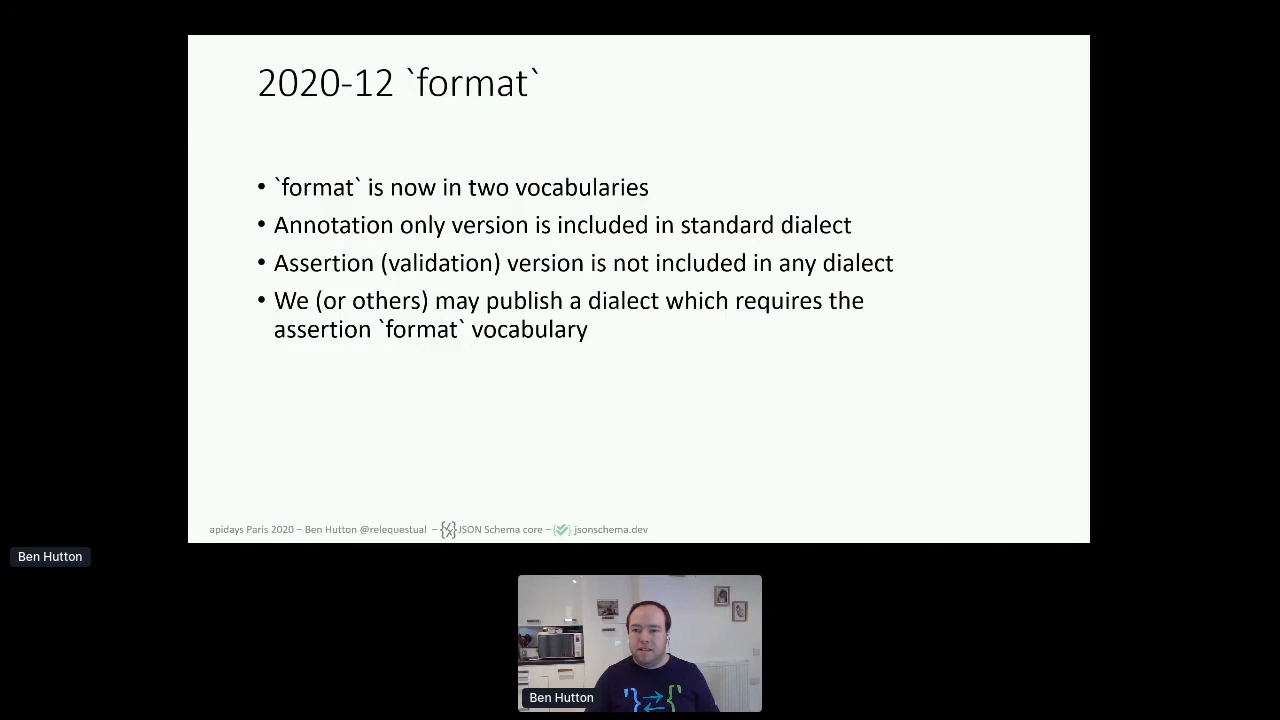 2020-12 `format`
• `format` is now in two vocabularies
• Annotation only version is included in standard dialect
• Assertion (validation) version is not included in any dialect
• We (or others) may publish a dialect which requires the
assertion `format` vocabulary
apidays Paris 2020 – Ben Hutton @relequestual – JSON Schema core – jsonschema.dev
Ben Hutton
Ben Hutton